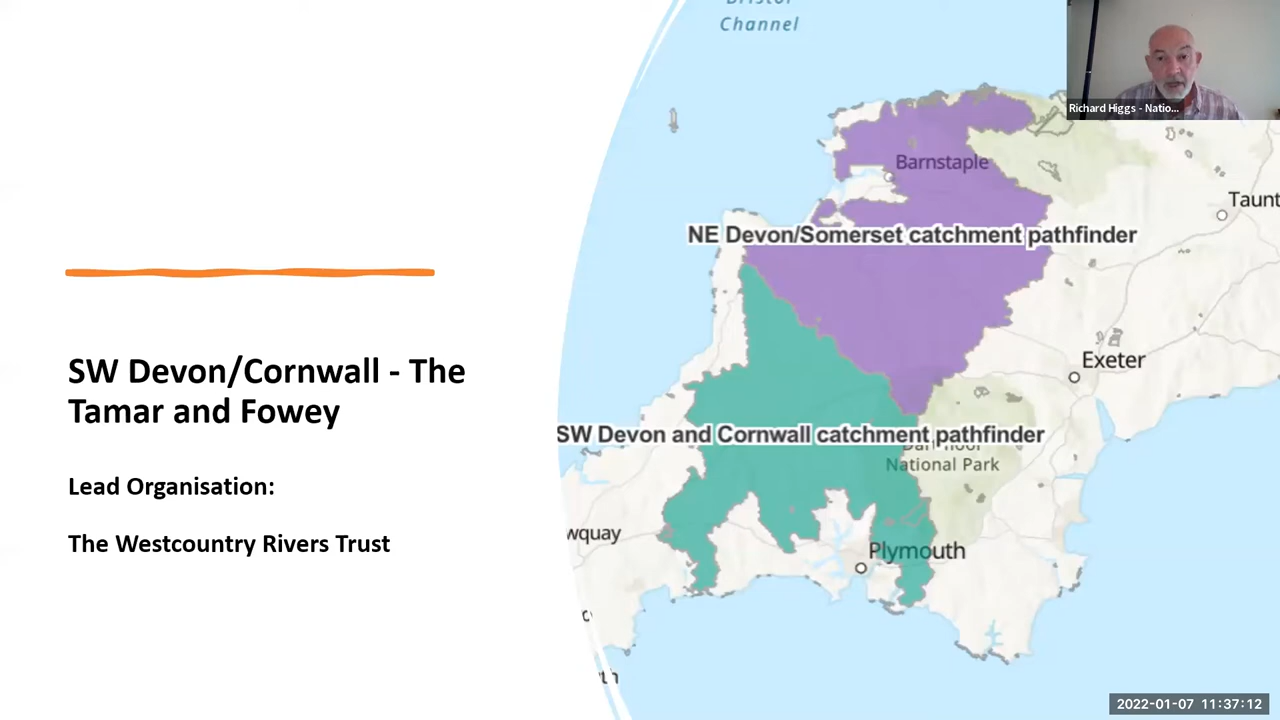 Bristol
Channel
Richard Higgs - Natio...
Barnstaple
Taunt
NE Devon/Somerset catchment pathfinder
SW Devon/Cornwall - The
Tamar and Fowey
Exeter
SW Devon and Cornwall catchment pathfinder
National Park
Lead Organisation:
The Westcountry Rivers Trust
wquay
Plymouth
2022-01-07 11:37:12